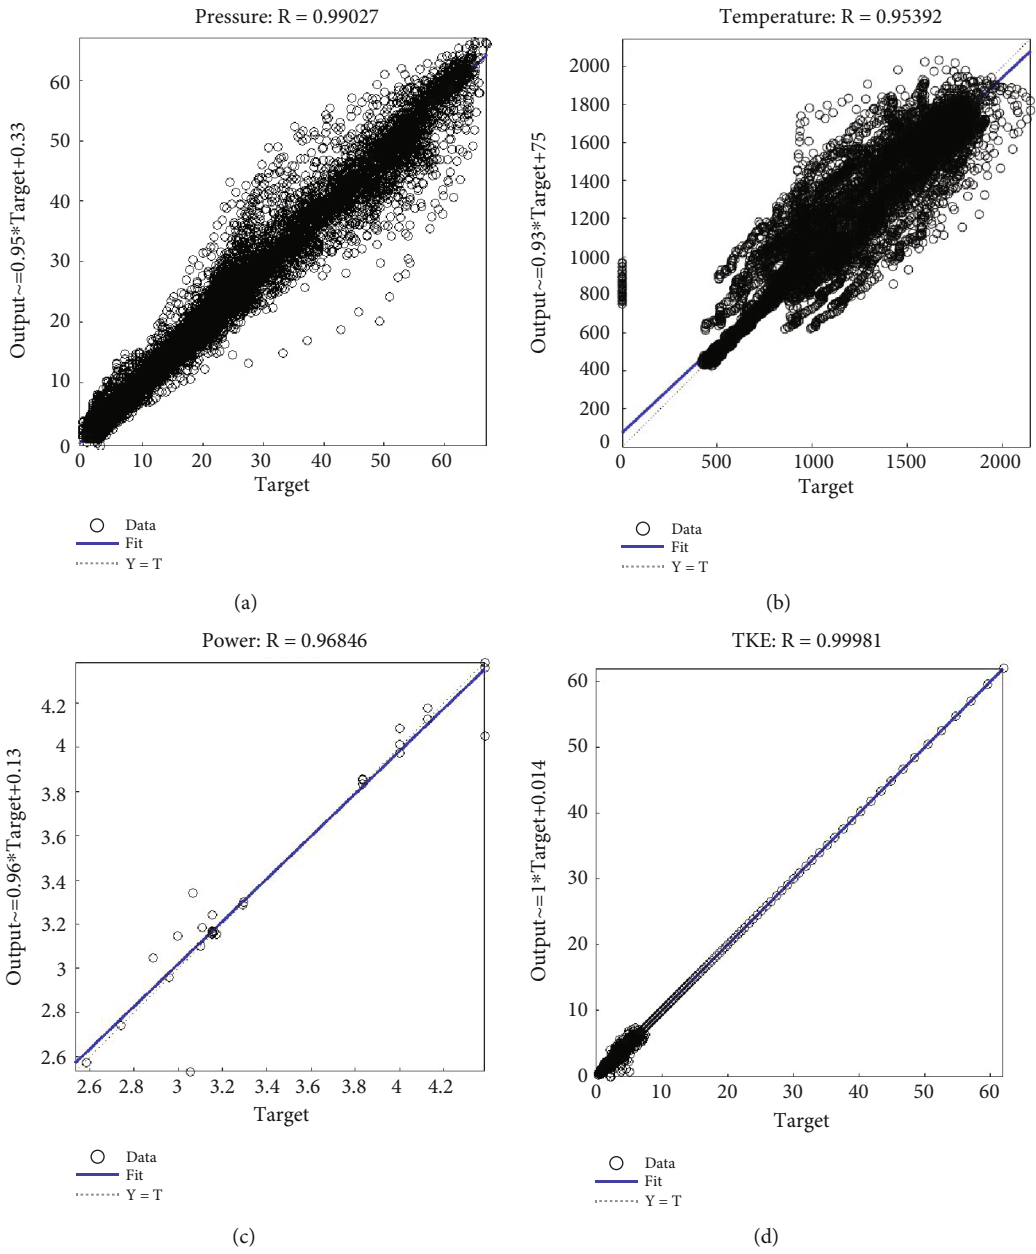 Pressure: R = 0.99027
Output~=0.95*Target+0.33
60
50
40
30
20
10
0
0 10 20 30 40 50 60
Target
Data
Fit
Y = T
(a)
Temperature: R = 0.95392
Output~=0.93*Target+75
2000
1800
1600
1400
1200
1000
800
600
400
200
0
0 500 1000 1500 2000
Target
Data
Fit
Y = T
(b)
Power: R = 0.96846
Output~=0.96*Target+0.13
4.2
4
3.8
3.6
3.4
3.2
3
2.8
2.6
2.6 2.8 3 3.2 3.4 3.6 3.8 4 4.2
Target
Data
Fit
Y = T
(c)
TKE: R = 0.99981
Output~=1*Target+0.014
60
50
40
30
20
10
0
0 10 20 30 40 50 60
Target
Data
Fit
Y = T
(d)